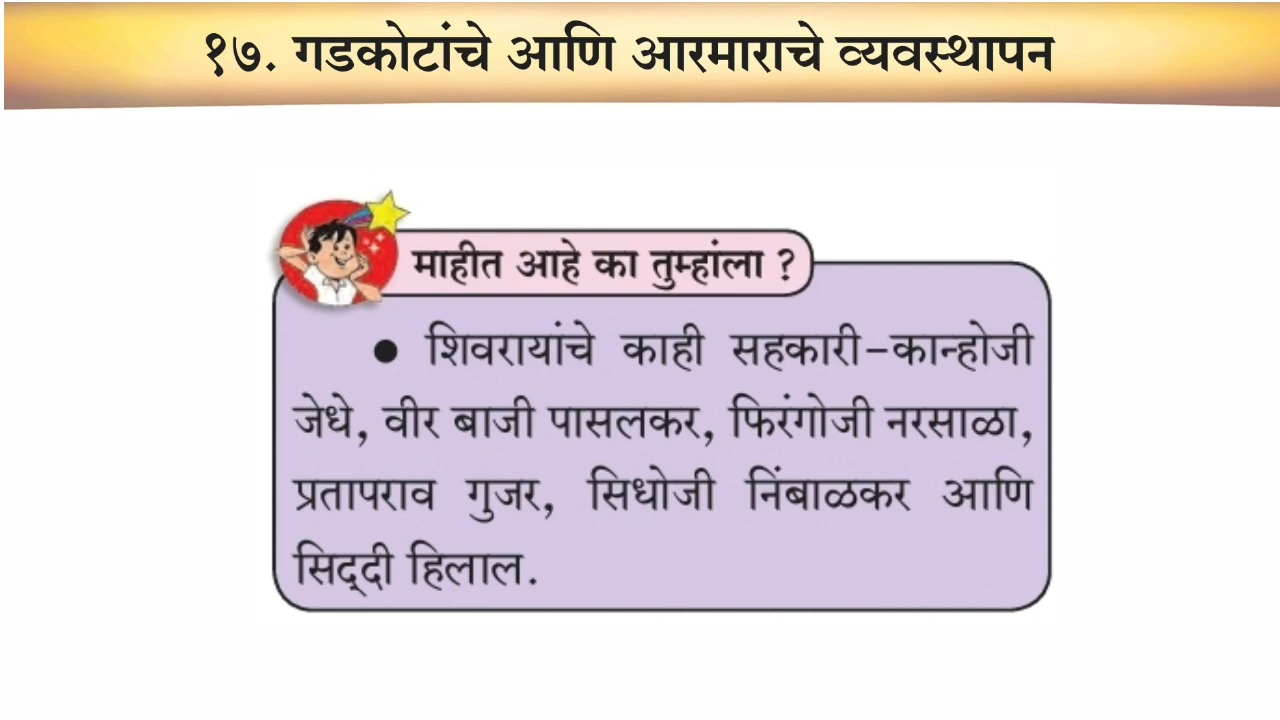 १७. गडकोटांचे आणि आरमाराचे व्यवस्थापन
माहीत आहे का तुम्हांला ?
● शिवरायांचे काही सहकारी–कान्होजी
जेधे, वीर बाजी पासलकर, फिरंगोजी नरसाळा,
प्रतापराव गुजर, सिधोजी निंबाळकर आणि
सिद्‌दी हिलाल.